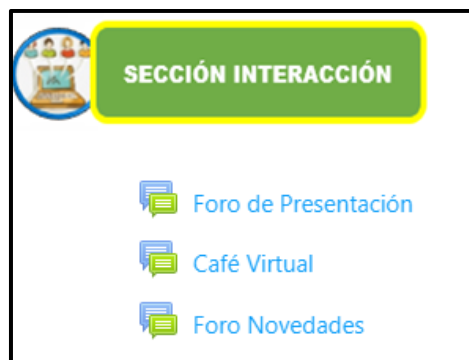 SECCIÓN INTERACCIÓN
Foro de Presentación
Café Virtual
Foro Novedades